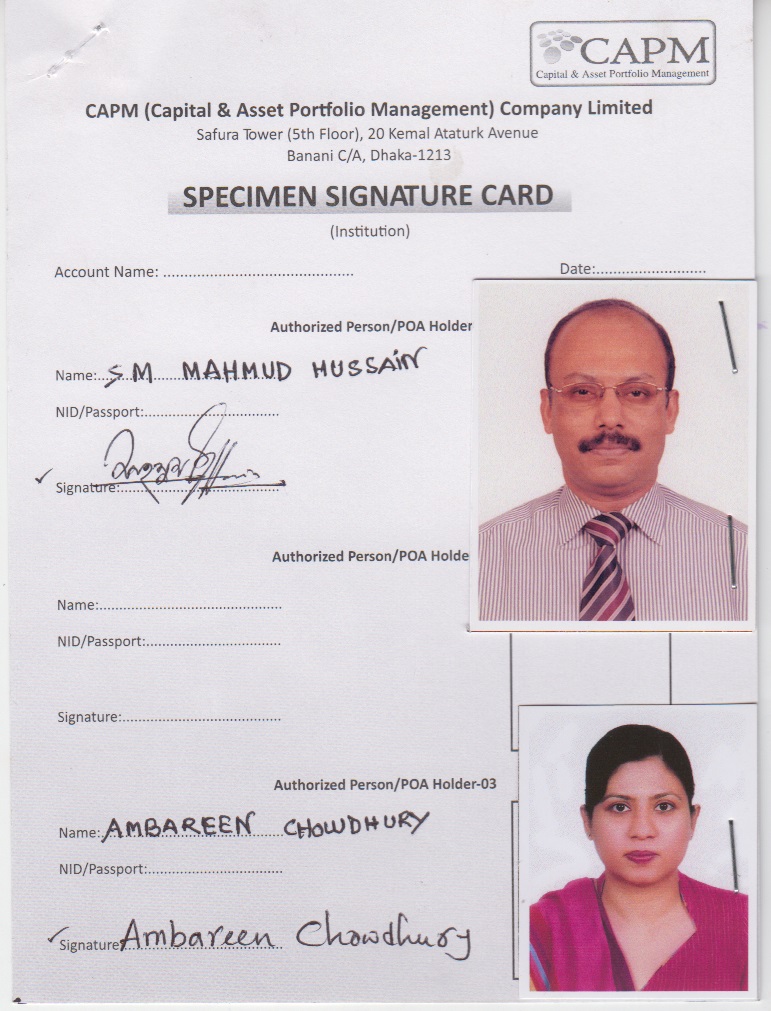 CAPM
Capital & Asset Portfolio Management
CAPM (Capital & Asset Portfolio Management) Company Limited
Safura Tower (5th Floor), 20 Kemal Ataturk Avenue
Banani C/A, Dhaka-1213
SPECIMEN SIGNATURE CARD
(Institution)
Account Name: ............................................ Date:..........................
Authorized Person/POA Holder
Name: S M MAHMUD HUSSAIN
NID/Passport:................................
Signature:
Authorized Person/POA Holde
Name:...........................................
NID/Passport:................................
Signature:......................................
Authorized Person/POA Holder-03
Name: AMBAREEN CHOWDHURY
NID/Passport:................................
Signature: Ambareen Chowdhury